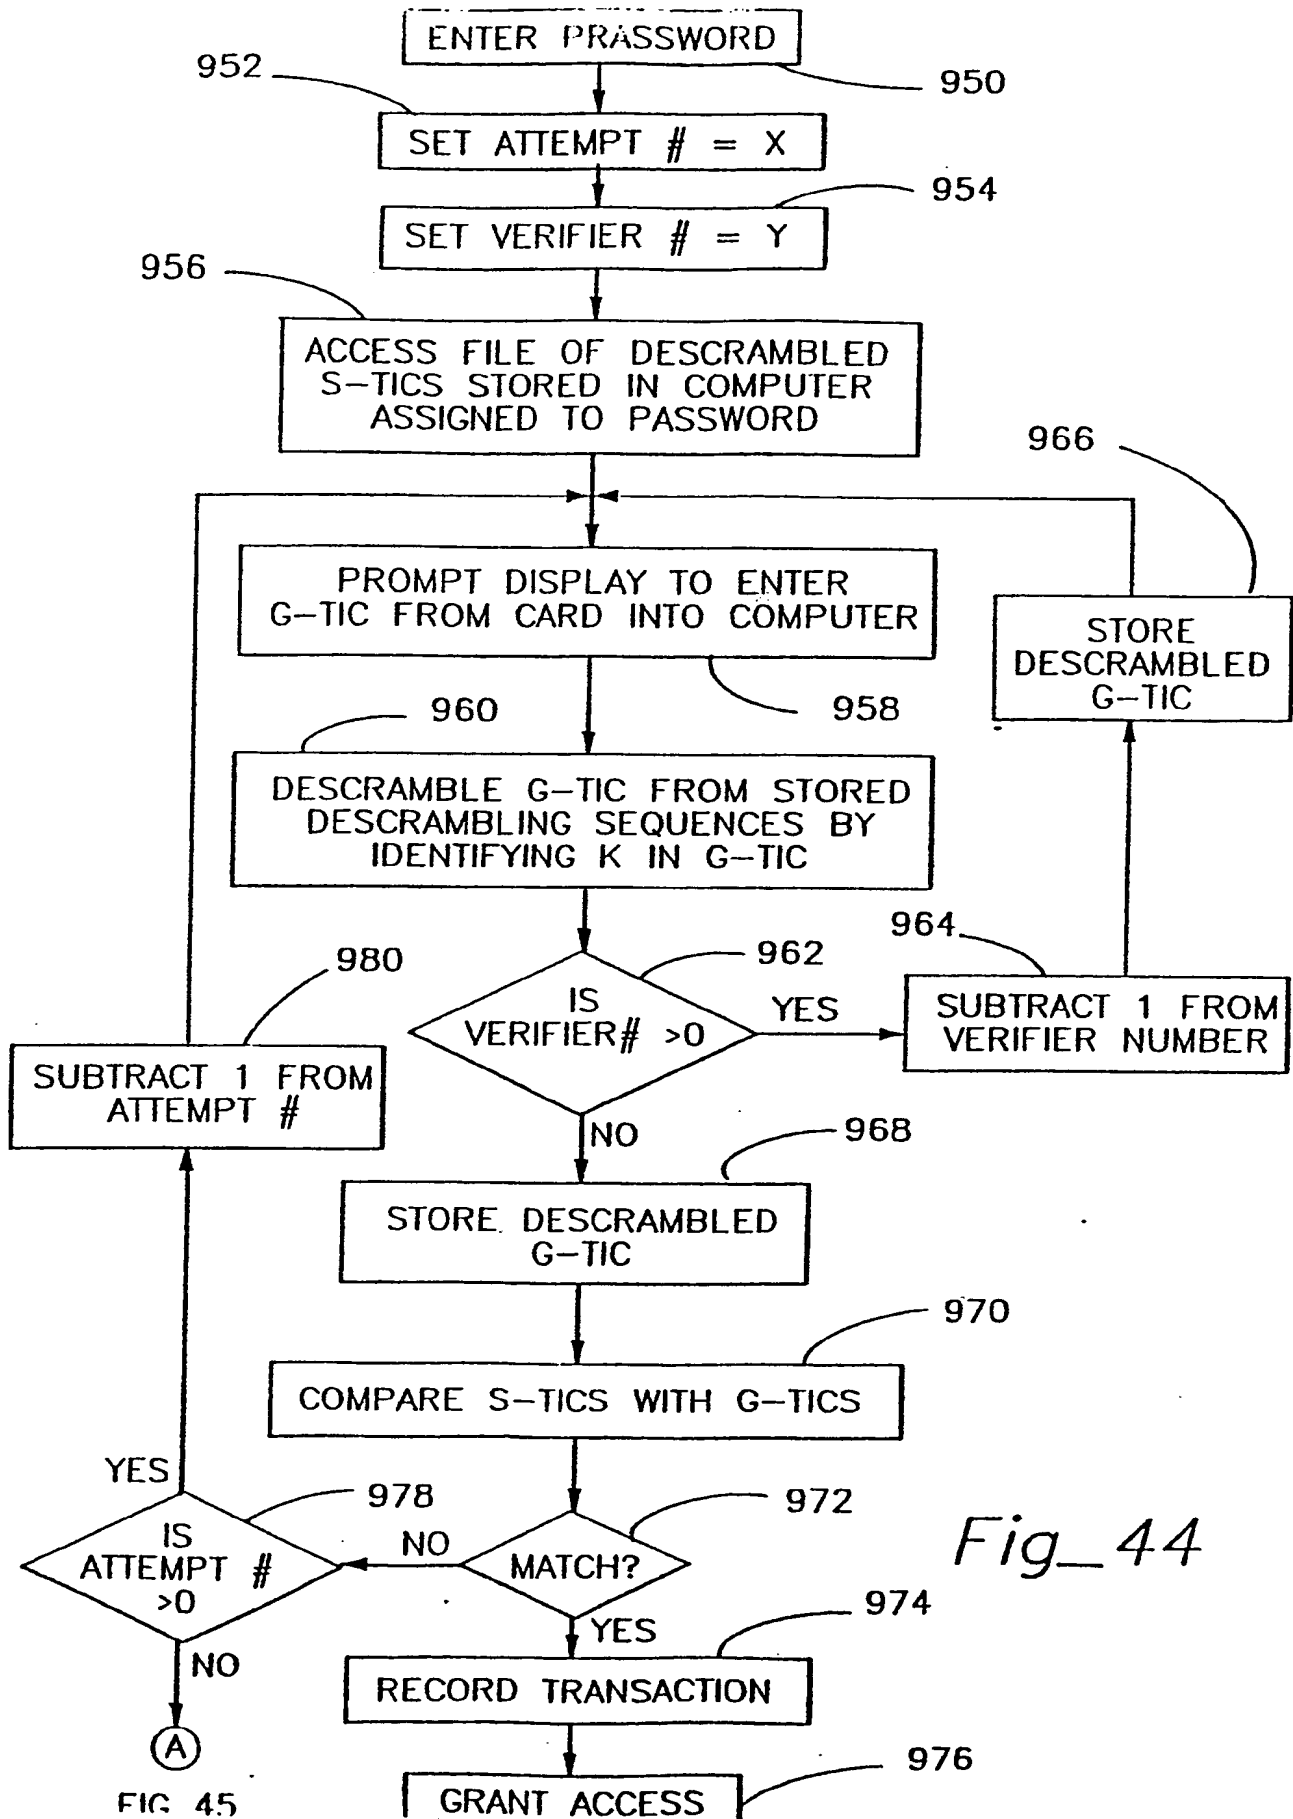 ENTER PRASSWORD
952
950
SET ATTEMPT # = X
954
SET VERIFIER # = Y
956
ACCESS FILE OF DESCRAMBLED
S-TICS STORED IN COMPUTER
ASSIGNED TO PASSWORD
966
PROMPT DISPLAY TO ENTER
G-TIC FROM CARD INTO COMPUTER
STORE
DESCRAMBLED
G-TIC
960
958
DESCRAMBLE G-TIC FROM STORED
DESCRAMBLING SEQUENCES BY
IDENTIFYING K IN G-TIC
964
962
980
IS
VERIFIER# >0
YES
SUBTRACT 1 FROM
VERIFIER NUMBER
SUBTRACT 1 FROM
ATTEMPT #
NO
968
STORE DESCRAMBLED
G-TIC
970
COMPARE S-TICS WITH G-TICS
YES
978
972
IS
ATTEMPT #
>0
NO
MATCH?
Fig_44
974
YES
NO
RECORD TRANSACTION
A
976
FIG 45
GRANT ACCESS